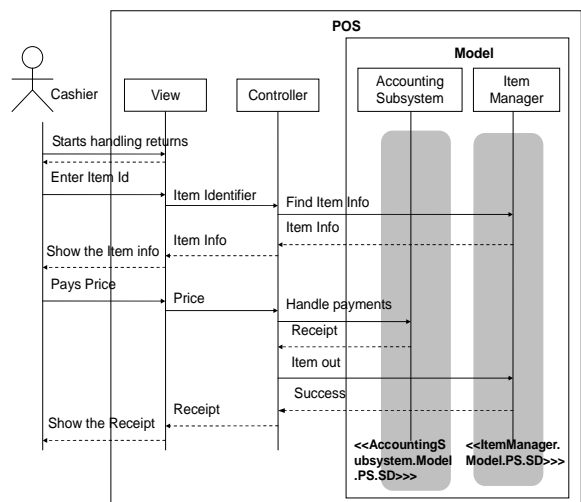 POS
Model
Cashier
View
Controller
Accounting
Subsystem
Item
Manager
Starts handling returns
Enter Item Id
Item Identifier
Find Item Info
Item Info
Item Info
Show the Item info
Pays Price
Price
Handle payments
Receipt
Item out
Success
Receipt
Show the Receipt
<<AccountingS
ubsystem.Model
.PS.SD>>>
<<ItemManager.
Model.PS.SD>>>